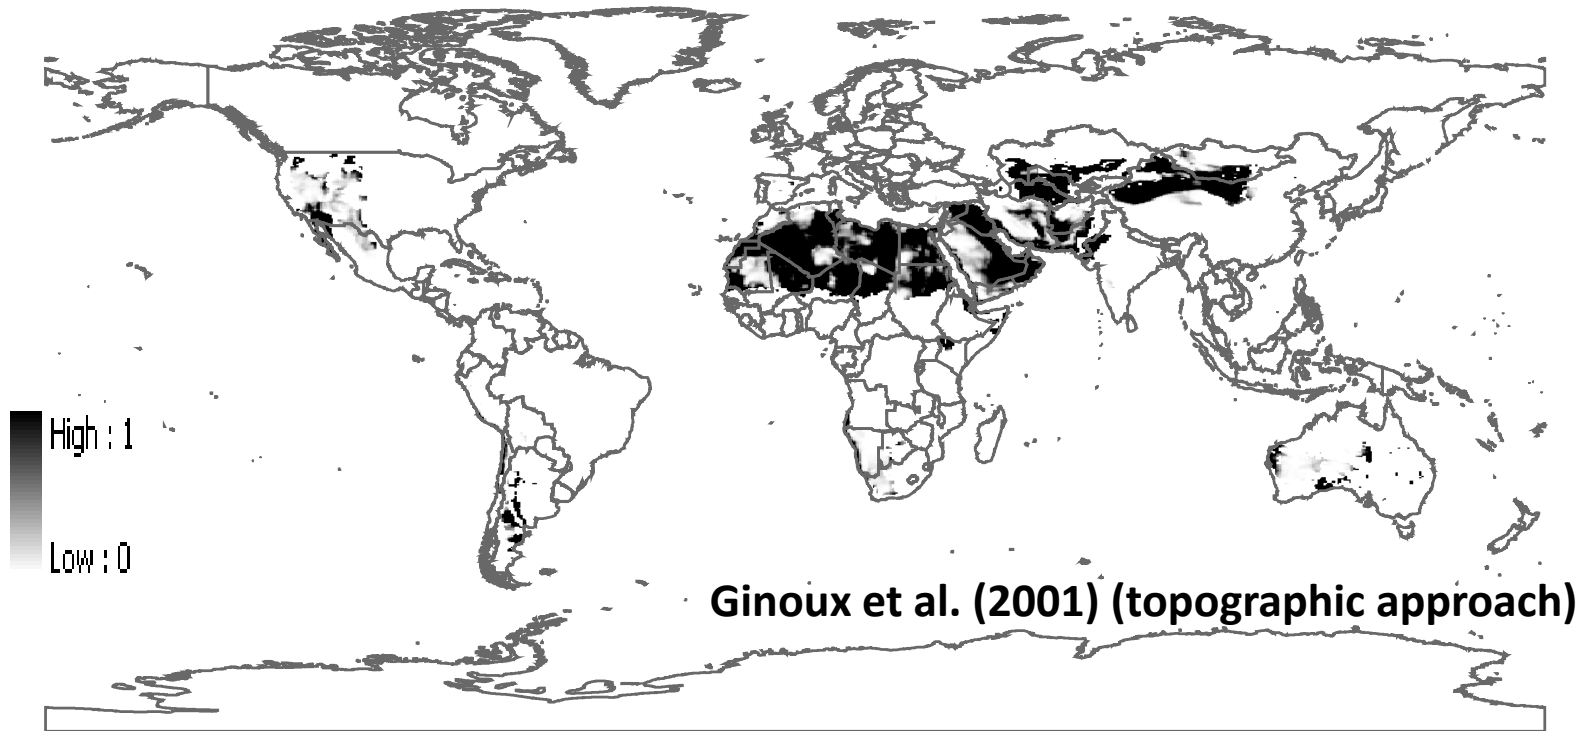 High : 1
Low : 0
Ginoux et al. (2001) (topographic approach)